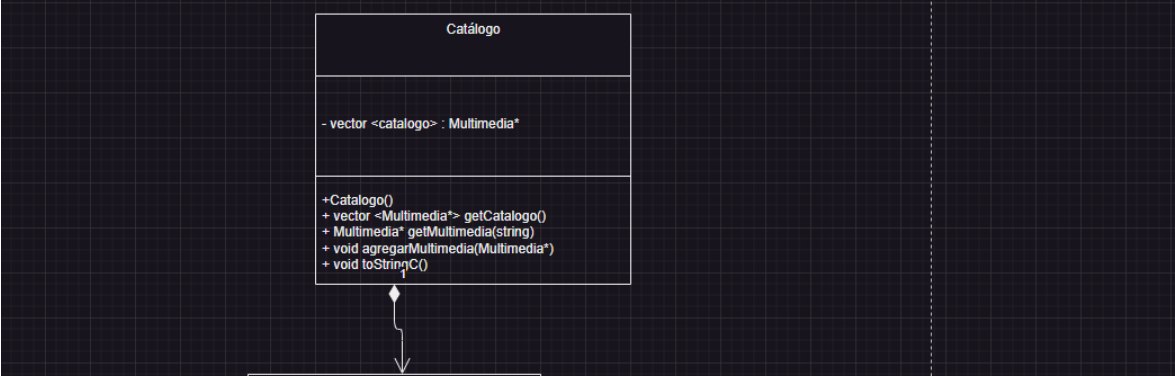 Catálogo
- vector <catalogo> : Multimedia*
+Catalogo()
+ vector <Multimedia*> getCatalogo()
+ Multimedia* getMultimedia(string)
+ void agregarMultimedia(Multimedia*)
+ void toStringC()
1